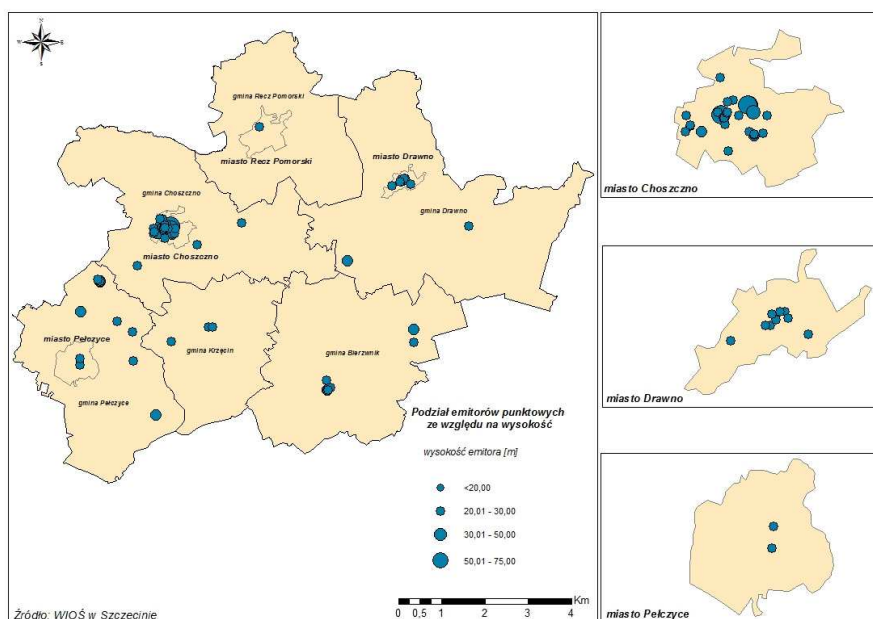 N
S
gmina Recz Pomorski
miasto Recz Pomorski
miasto Drawno
gmina Choszczno
gmina Drawno
miasto Choszczno
miasto Pełczyce
gmina Krzęcin
gmina Bierzwnik
gmina Pełczyce
Podział emitorów punktowych
ze względu na wysokość
wysokość emitora [m]
<20,00
20,01 - 30,00
30,01 - 50,00
50,01 - 75,00
Km
0 0,5 1 2 3 4
Źródło: WIOŚ w Szczecinie
miasto Choszczno
miasto Drawno
miasto Pełczyce